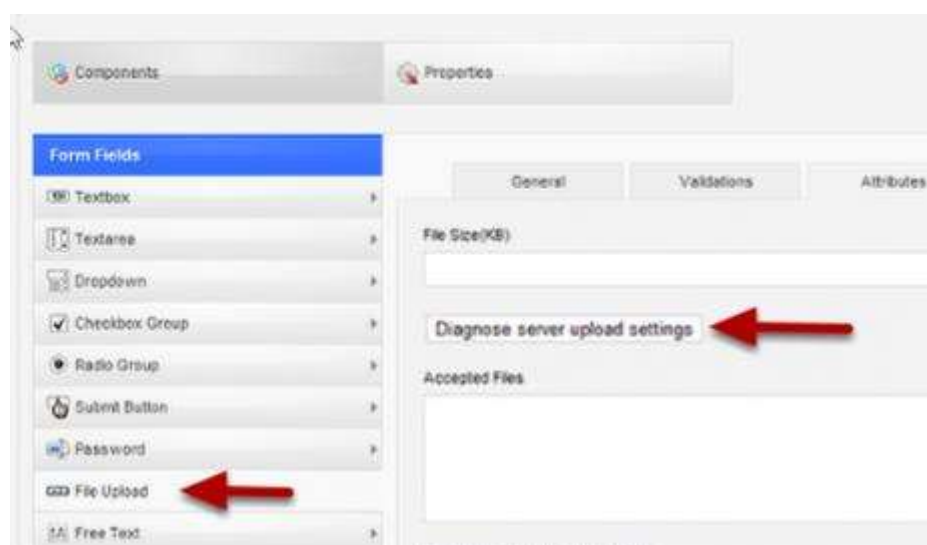 Components
Properties
Form Fields
Textbox
Textarea
Dropdown
Checkbox Group
Radio Group
Submit Button
Password
File Upload
Free Text
General
Validations
Attributes
File Size(KB)
Diagnose server upload settings
Accepted Files